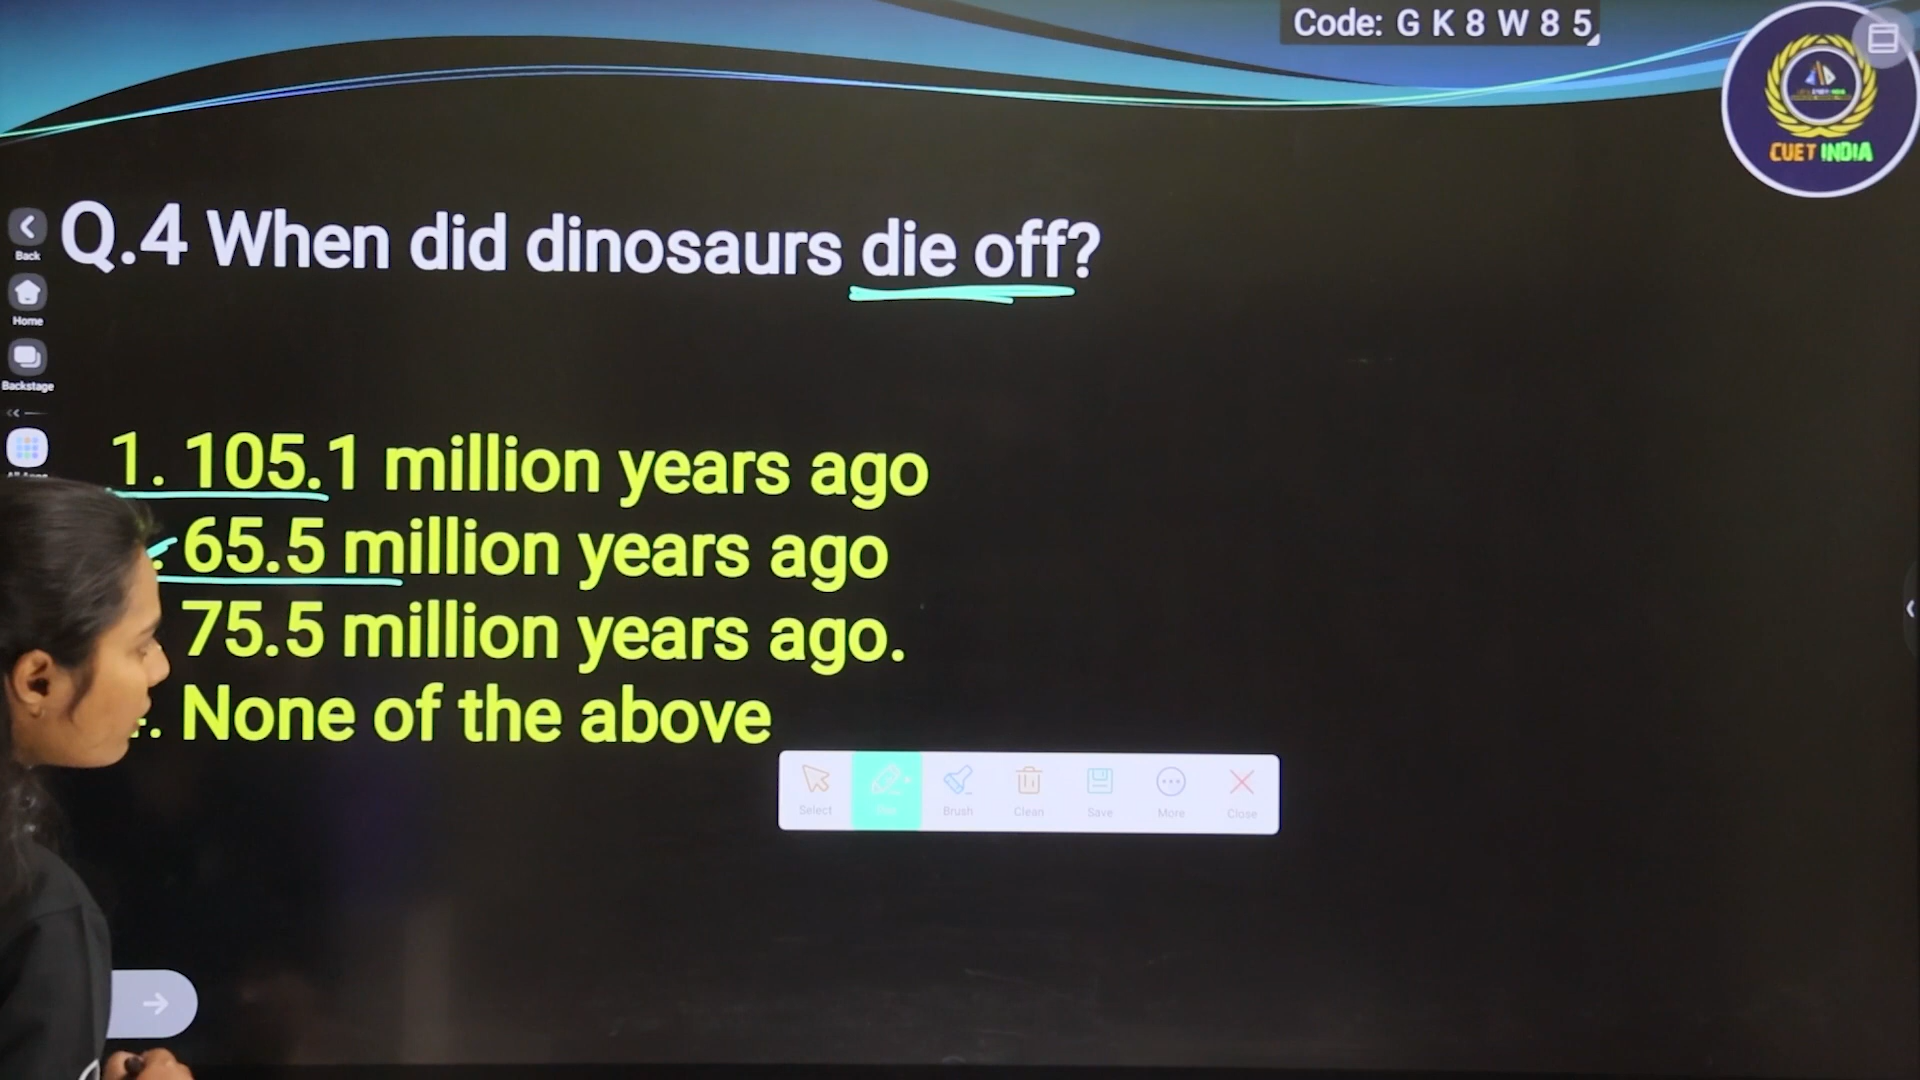 Code: G K 8 W 8 5
CUET INDIA
Q.4 When did dinosaurs die off?
Back
Home
Backstage
1. 105.1 million years ago
65.5 million years ago
75.5 million years ago.
. None of the above
Select
Brush
Clean
Save
More
Close